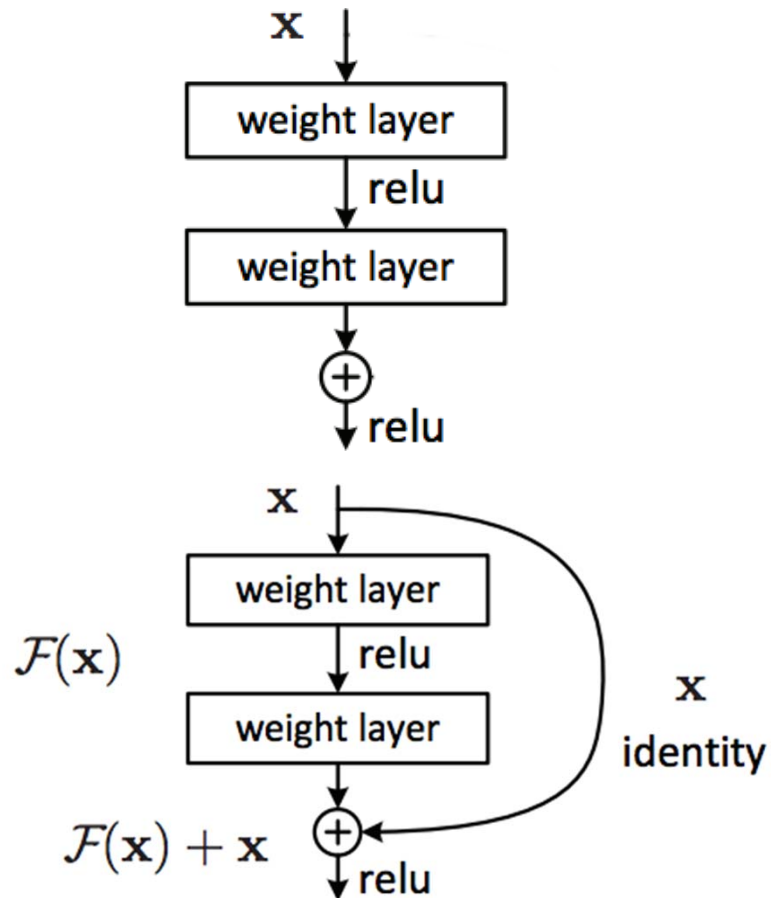 x
weight layer
relu
weight layer
+
relu
x
weight layer
relu
F(x)
weight layer
x
identity
F(x) + x
+
relu